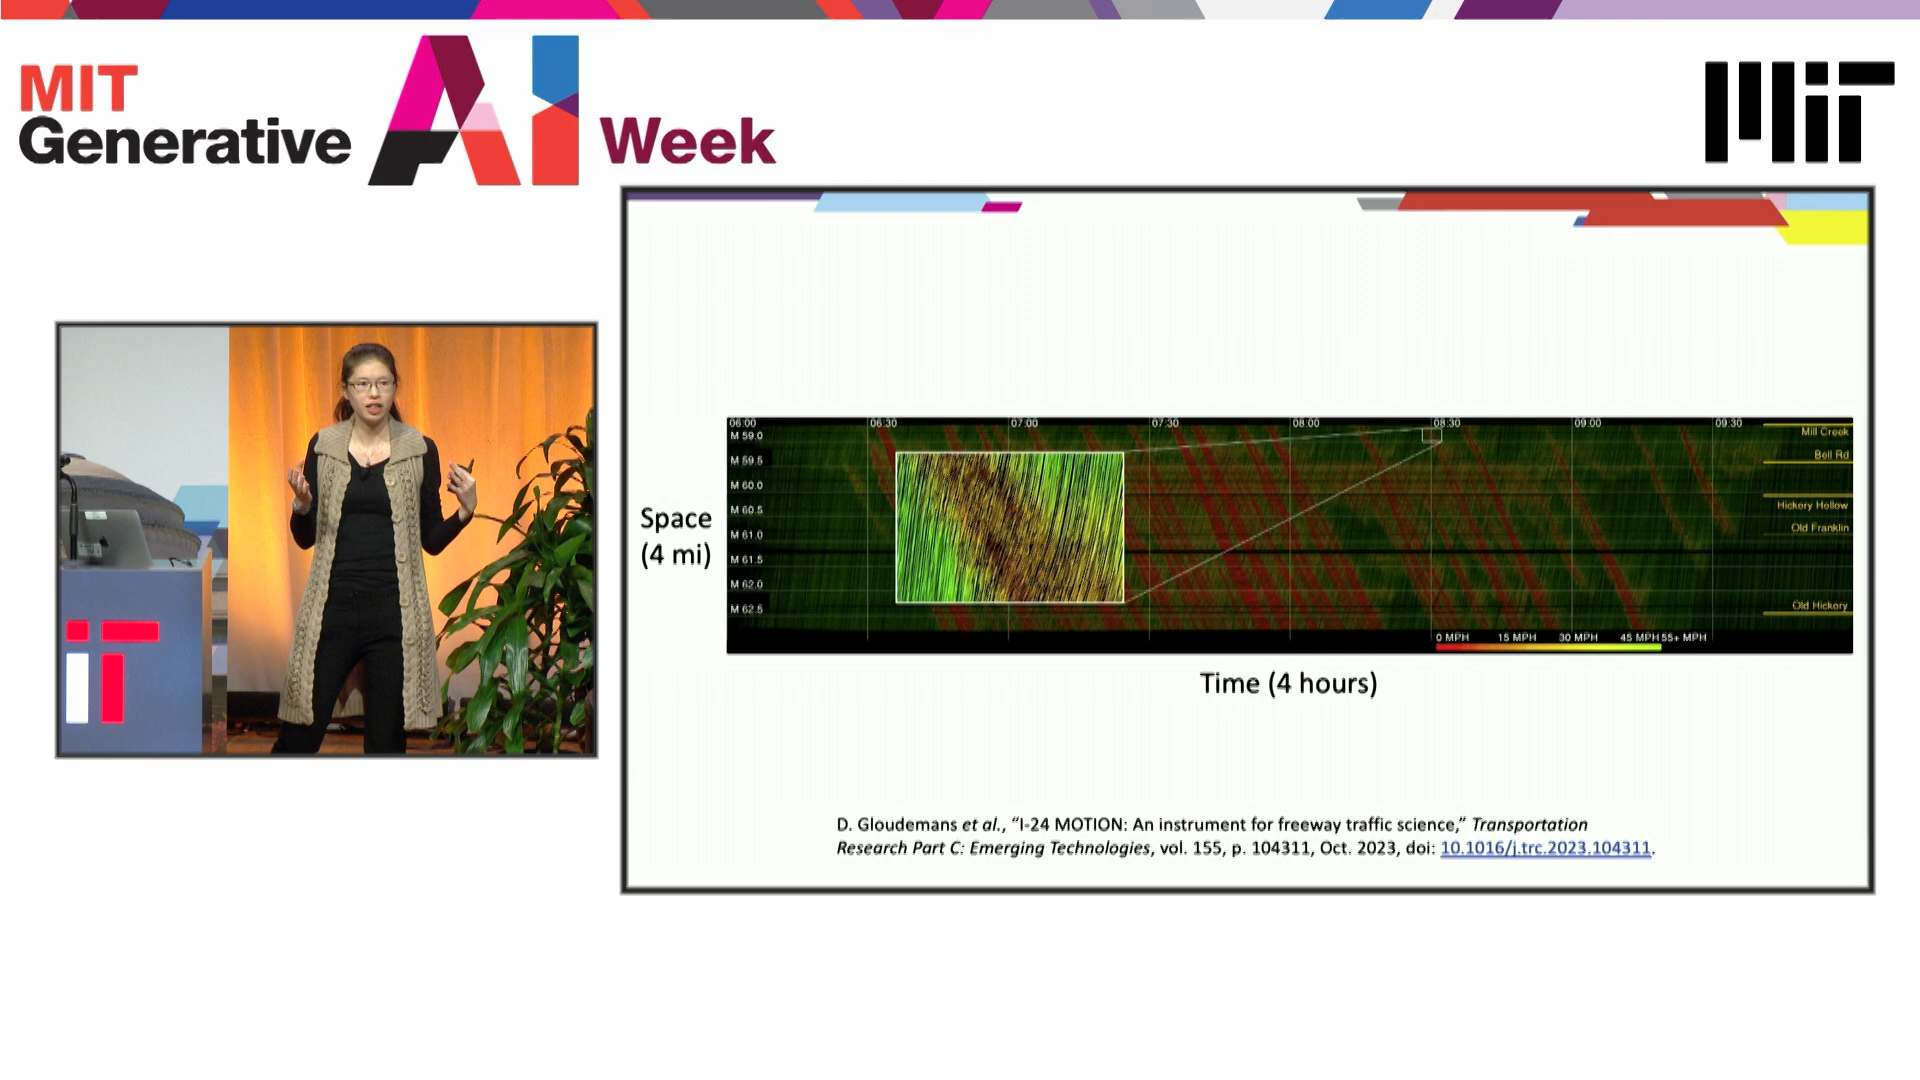 MIT
Generative AI Week
MIT
06:00 06:30 07:00 07:30 08:00 08:30 09:00 09:30
M 59.0
M 59.5
M 60.0
M 60.5
M 61.0
M 61.5
M 62.0
M 62.5
Mill Creek
Bell Rd
Hickory Hollow
Old Franklin
Old Hickory
Space
(4 mi)
0 MPH 15 MPH 30 MPH 45 MPH 55+ MPH
Time (4 hours)
D. Gloudemans et al., “I-24 MOTION: An instrument for freeway traffic science,” Transportation
Research Part C: Emerging Technologies, vol. 155, p. 104311, Oct. 2023, doi: 10.1016/j.trc.2023.104311.